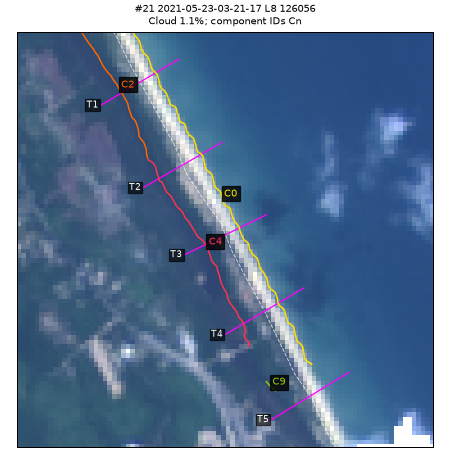 #21 2021-05-23-03-21-17 L8 126056
Cloud 1.1%; component IDs Cn
C2
T1
T2
C0
C4
T3
T4
C9
T5